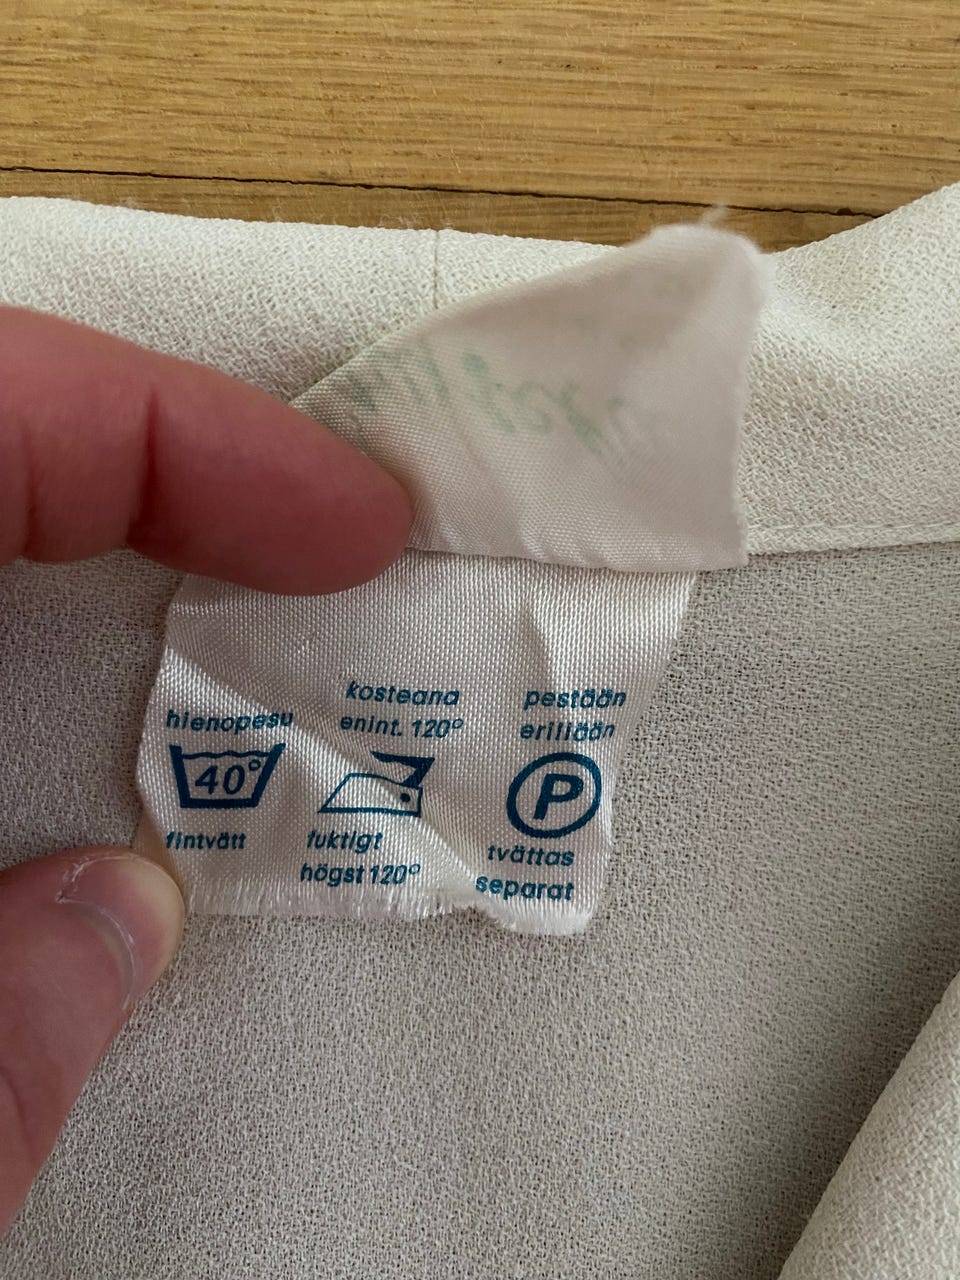 hienopesu
40°
fintvätt
kosteana
enint. 120°
fuktigt
högst 120°
pestään
erillään
P
tvättas
separat